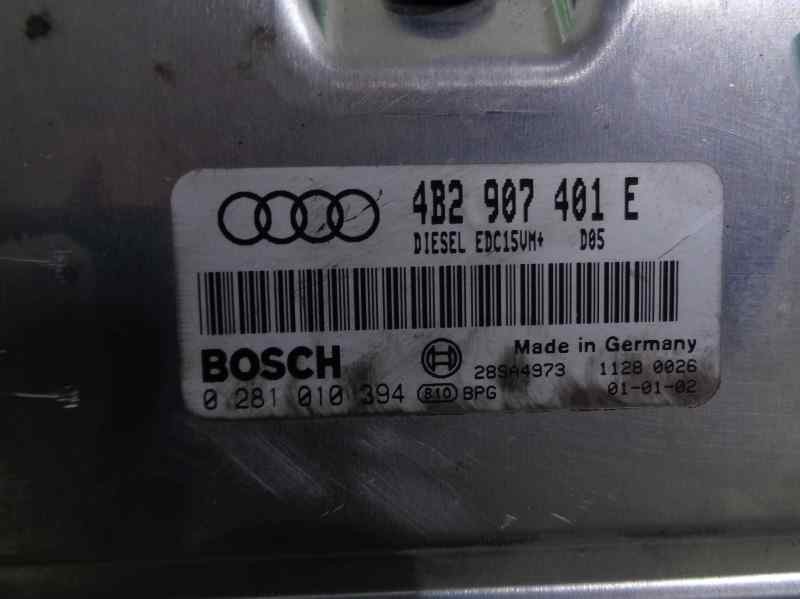 4B2 907 401 E
DIESEL EDC15VM+ D05
BOSCH
Made in Germany
28SA4973 1128 0026
0 281 010 394 810 BPG 01-01-02